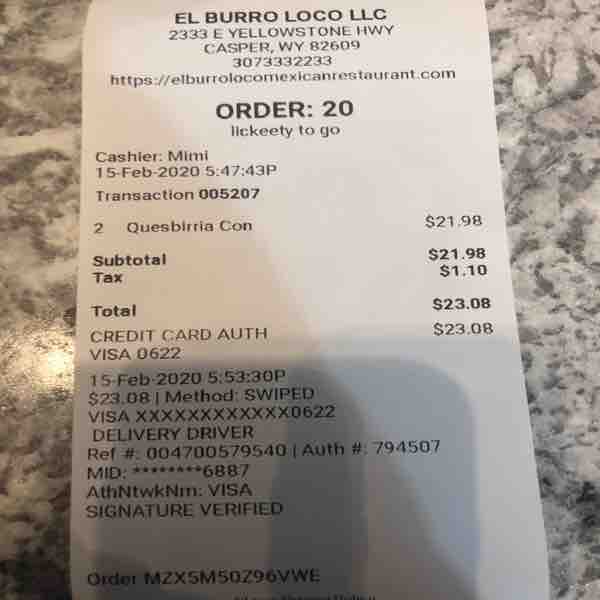 EL BURRO LOCO LLC
2333 E YELLOWSTONE HWY
CASPER, WY 82609
3073332233
https://elburrolocomexicanrestaurant.com
ORDER: 20
lickeety to go
Cashier: Mimi
15-Feb-2020 5:47:43P
Transaction 005207
2 Quesbirria Con $21.98
Subtotal $21.98
Tax $1.10
Total $23.08
CREDIT CARD AUTH $23.08
VISA 0622
15-Feb-2020 5:53:30P
$23.08 | Method: SWIPED
VISA XXXXXXXXXXXX0622
DELIVERY DRIVER
Ref #: 004700579540 | Auth #: 794507
MID: ********6887
AthNtwkNm: VISA
SIGNATURE VERIFIED
Order MZX5M50Z96VWE